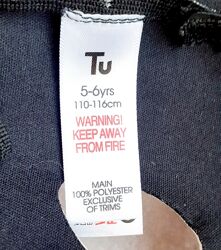 Tu
5-6yrs
110-116cm
WARNING!
KEEP AWAY
FROM FIRE
MAIN
100% POLYESTER
EXCLUSIVE
OF TRIMS